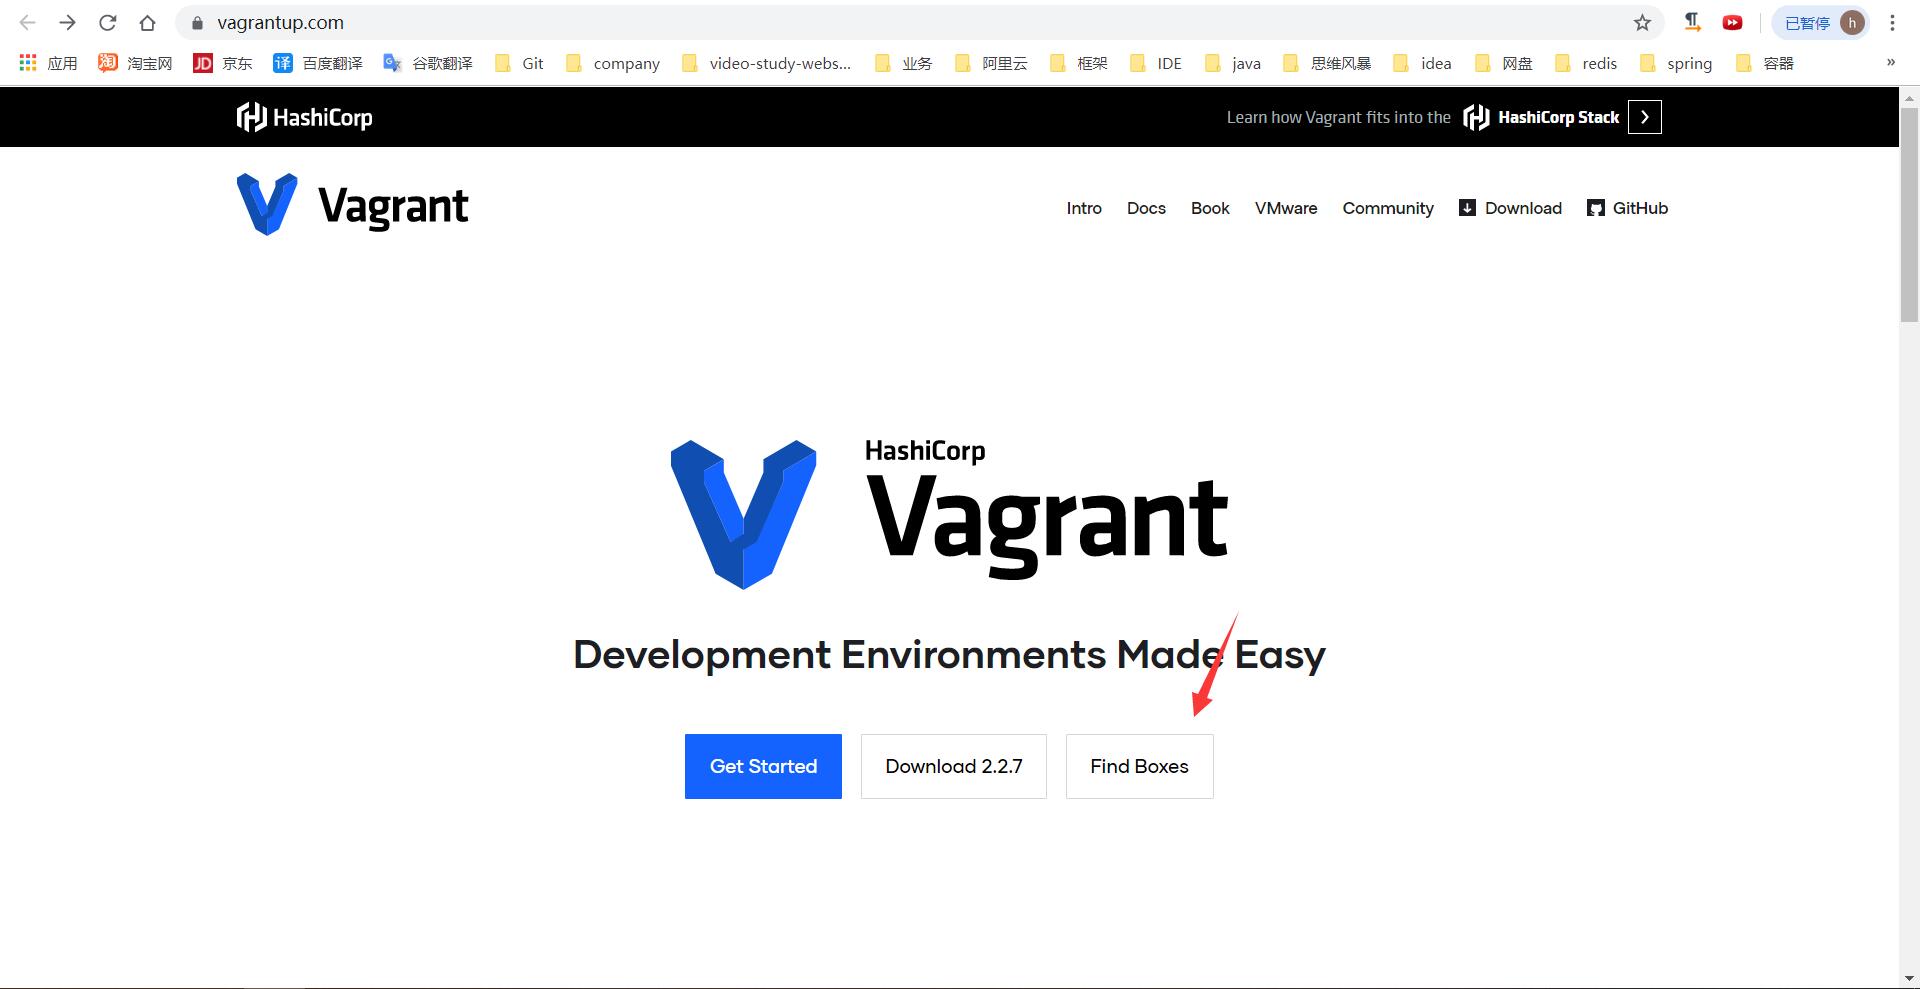 vagrantup.com
已暂停 h
应用 淘 淘宝网 JD 京东 译 百度翻译 谷歌翻译 Git company video-study-webs... 业务 阿里云 框架 IDE java 思维风暴 idea 网盘 redis spring 容器 »
HashiCorp
Learn how Vagrant fits into the HashiCorp Stack
Vagrant
Intro Docs Book VMware Community Download GitHub
HashiCorp
Vagrant
Development Environments Made Easy
Get Started Download 2.2.7 Find Boxes